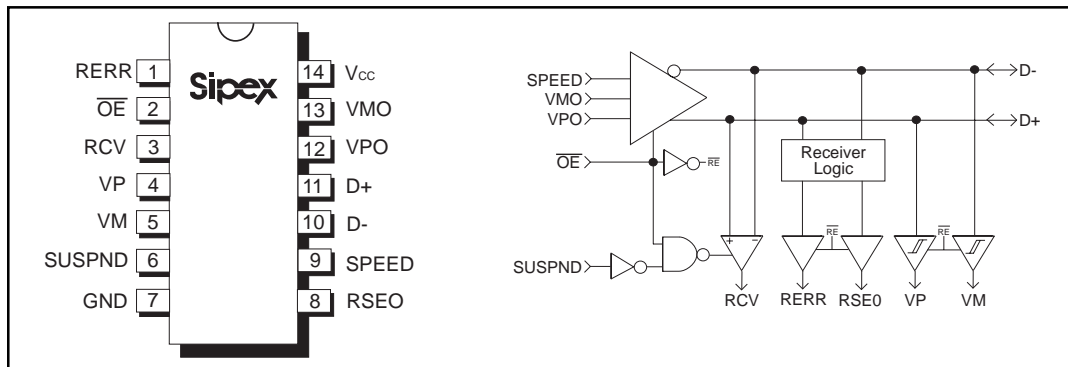 Sipex
RERR 1
OE 2
RCV 3
VP 4
VM 5
SUSPND 6
GND 7
14 Vcc
13 VMO
12 VPO
11 D+
10 D-
9 SPEED
8 RSEO
SPEED
VMO
VPO
OE
SUSPND
D-
D+
RE
Receiver
Logic
+ −
RE
RE
RCV
RERR
RSE0
VP
VM